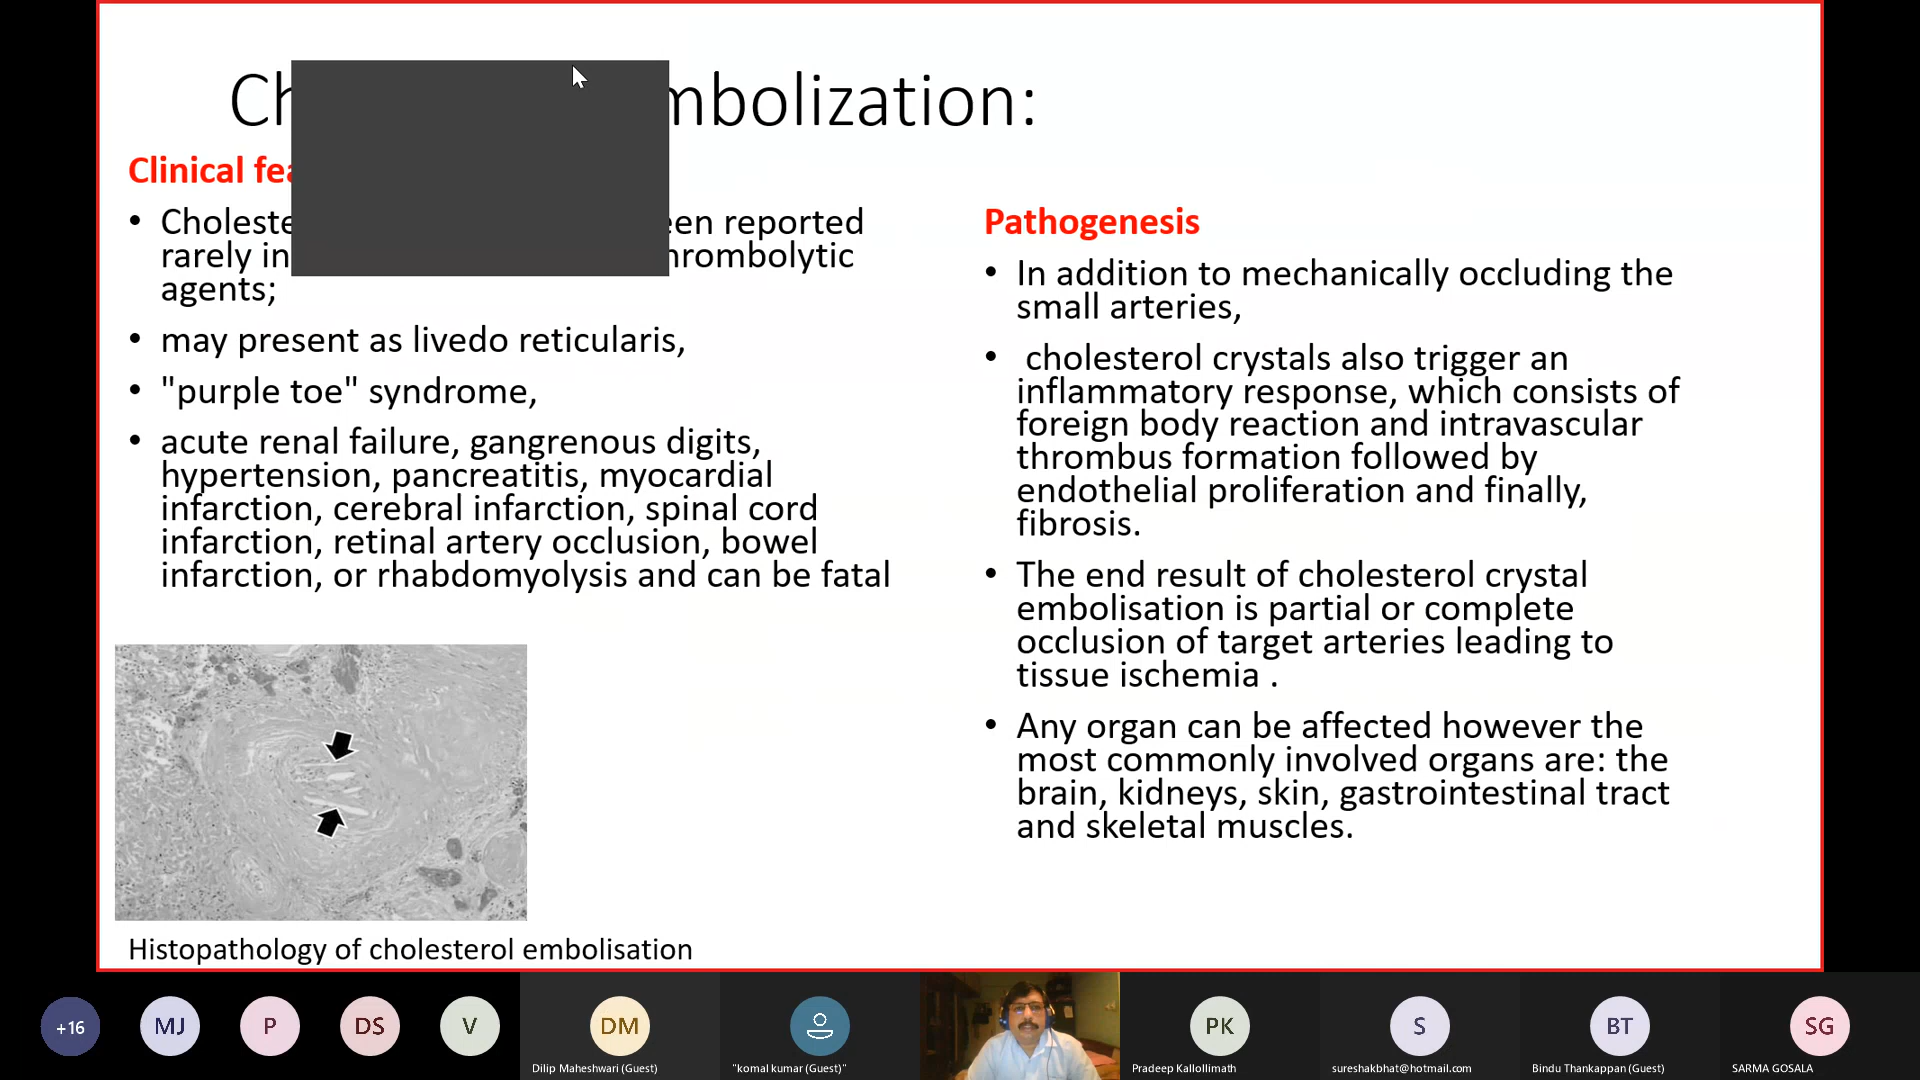 mbolization:
Clinical
een reported
rarely in hrombolytic
agents;
• may present as livedo reticularis,
• "purple toe" syndrome,
• acute renal failure, gangrenous digits,
hypertension, pancreatitis, myocardial
infarction, cerebral infarction, spinal cord
infarction, retinal artery occlusion, bowel
infarction, or rhabdomyolysis and can be fatal
Histopathology of cholesterol embolisation
Pathogenesis
• In addition to mechanically occluding the
small arteries,
• cholesterol crystals also trigger an
inflammatory response, which consists of
foreign body reaction and intravascular
thrombus formation followed by
endothelial proliferation and finally,
fibrosis.
• The end result of cholesterol crystal
embolisation is partial or complete
occlusion of target arteries leading to
tissue ischemia .
• Any organ can be affected however the
most commonly involved organs are: the
brain, kidneys, skin, gastrointestinal tract
and skeletal muscles.
+16
MJ
P
DS
V
DM
Dilip Maheshwari (Guest)
"komal kumar (Guest)"
PK
Pradeep Kallollimath
S
sureshakbhat@hotmail.com
BT
Bindu Thankappan (Guest)
SG
SARMA GOSALA